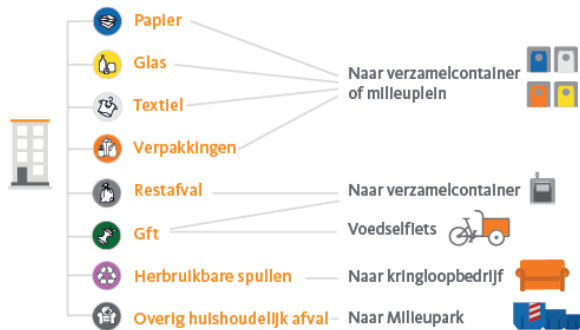 Papier
Glas
Textiel
Verpakkingen
Naar verzamelcontainer
of milieuplein
Restafval
Naar verzamelcontainer
Gft
Voedselfiets
Herbruikbare spullen
Naar kringloopbedrijf
Overig huishoudelijk afval
Naar Milieupark